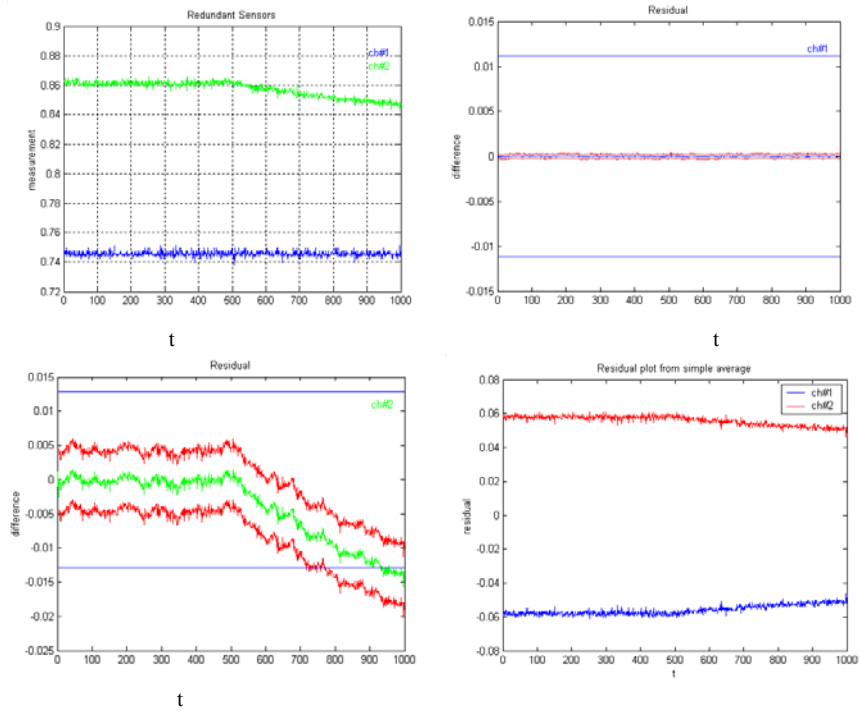 Redundant Sensors
0.9
0.88
0.86
0.84
0.82
0.8
0.78
0.76
0.74
0.72
measurement
ch#1
ch#2
0 100 200 300 400 500 600 700 800 900 1000
t
Residual
0.015
0.01
0.005
0
-0.005
-0.01
-0.015
difference
ch#1
0 100 200 300 400 500 600 700 800 900 1000
t
Residual
0.015
0.01
0.005
0
-0.005
-0.01
-0.015
-0.02
-0.025
difference
ch#2
0 100 200 300 400 500 600 700 800 900 1000
t
Residual plot from simple average
0.08
0.06
0.04
0.02
0
-0.02
-0.04
-0.06
-0.08
residual
ch#1
ch#2
0 100 200 300 400 500 600 700 800 900 1000
t